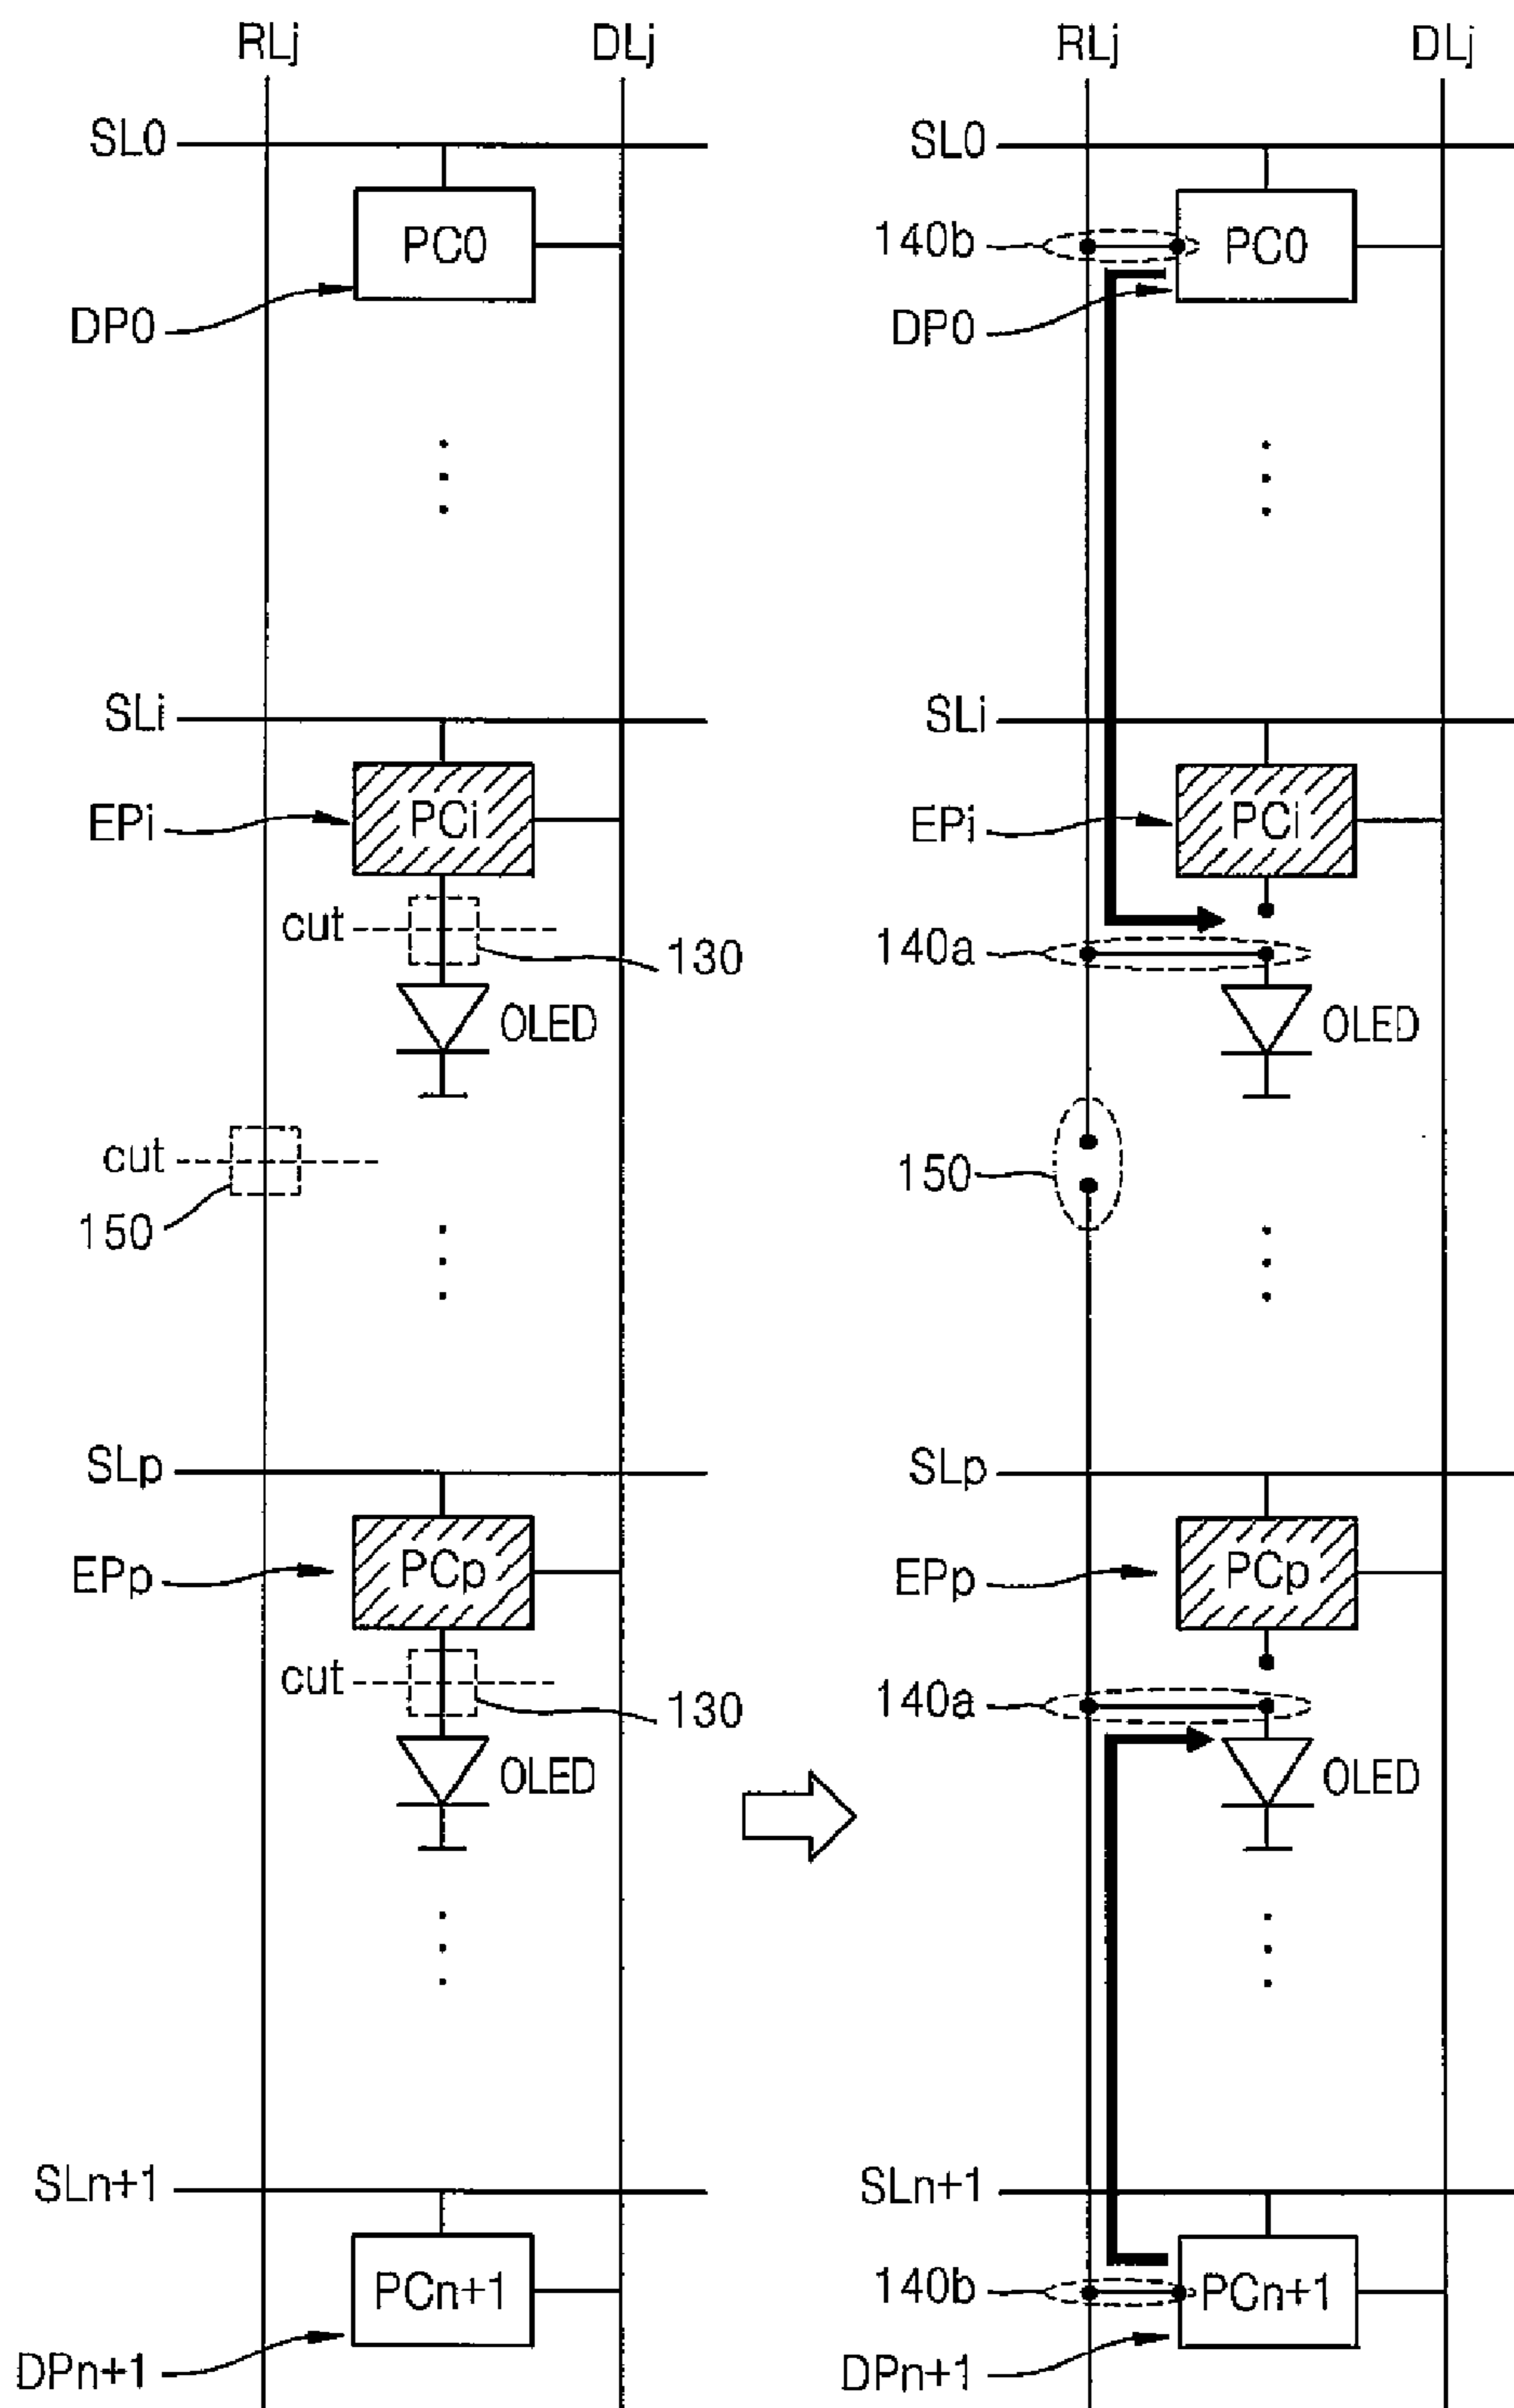 RLj DLj RLj DLj
SL0 SL0
PC0 140b PC0
DP0 DP0
SLi SLi
EPi PCi EPi PCi
cut 130 140a
OLED OLED
cut 150
150
SLp SLp
EPp PCp EPp PCp
cut 130 140a
OLED OLED
SLn+1 SLn+1
PCn+1 140b PCn+1
DPn+1 DPn+1